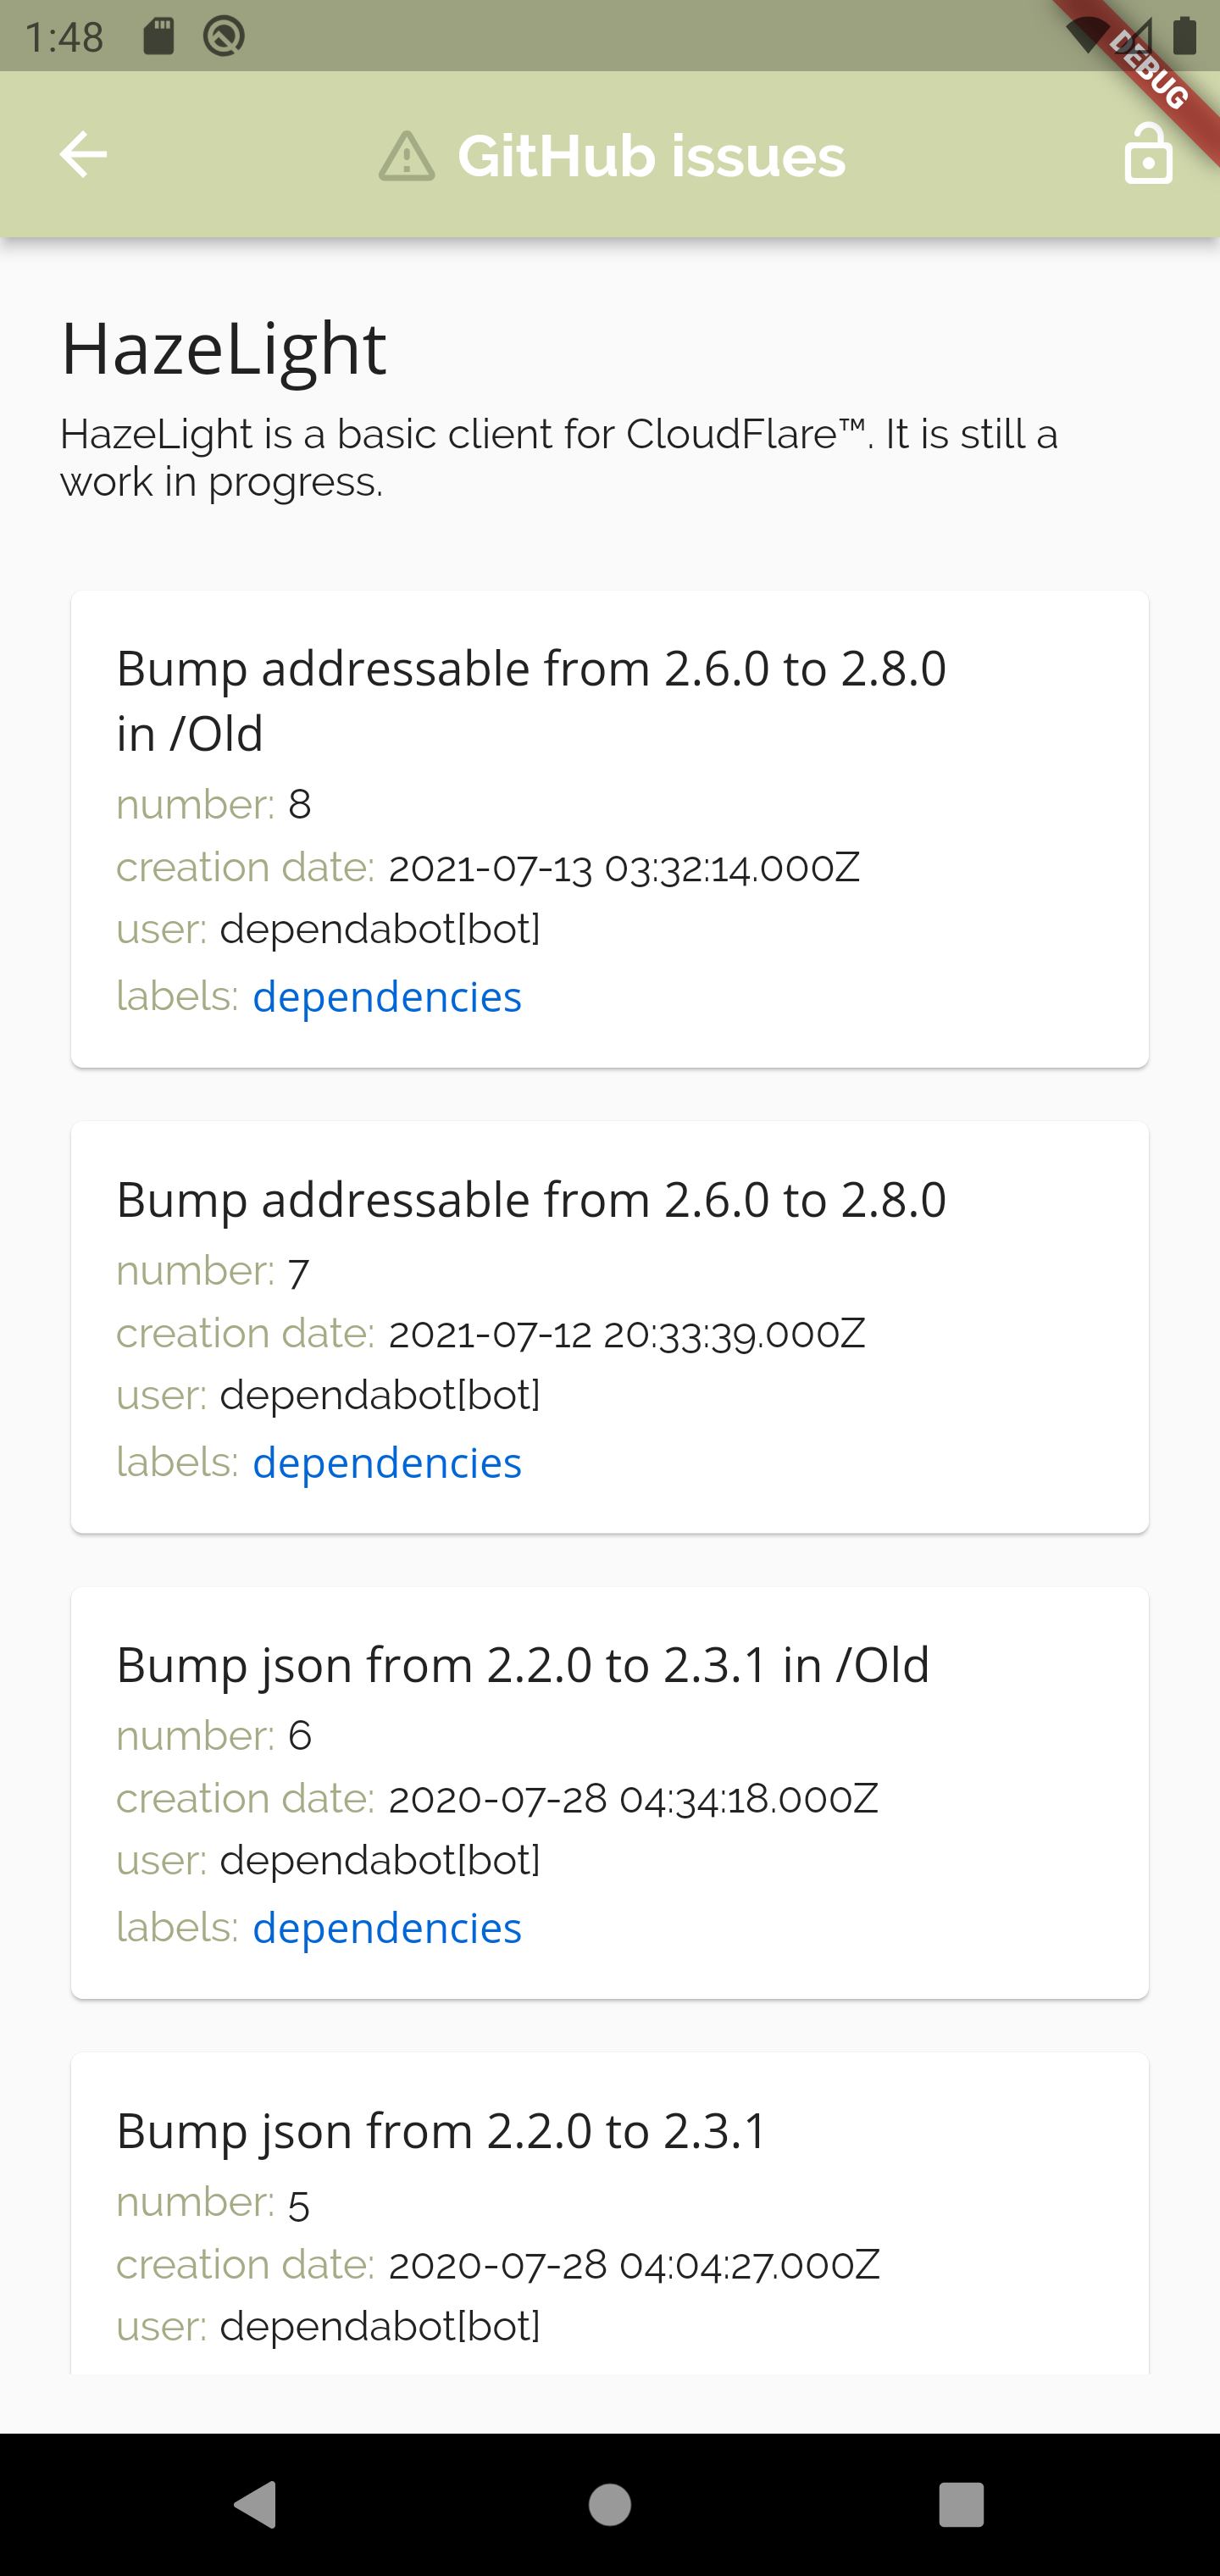 1:48
DEBUG
GitHub issues
HazeLight
HazeLight is a basic client for CloudFlare™. It is still a
work in progress.
Bump addressable from 2.6.0 to 2.8.0
in /Old
number: 8
creation date: 2021-07-13 03:32:14.000Z
user: dependabot[bot]
labels: dependencies
Bump addressable from 2.6.0 to 2.8.0
number: 7
creation date: 2021-07-12 20:33:39.000Z
user: dependabot[bot]
labels: dependencies
Bump json from 2.2.0 to 2.3.1 in /Old
number: 6
creation date: 2020-07-28 04:34:18.000Z
user: dependabot[bot]
labels: dependencies
Bump json from 2.2.0 to 2.3.1
number: 5
creation date: 2020-07-28 04:04:27.000Z
user: dependabot[bot]